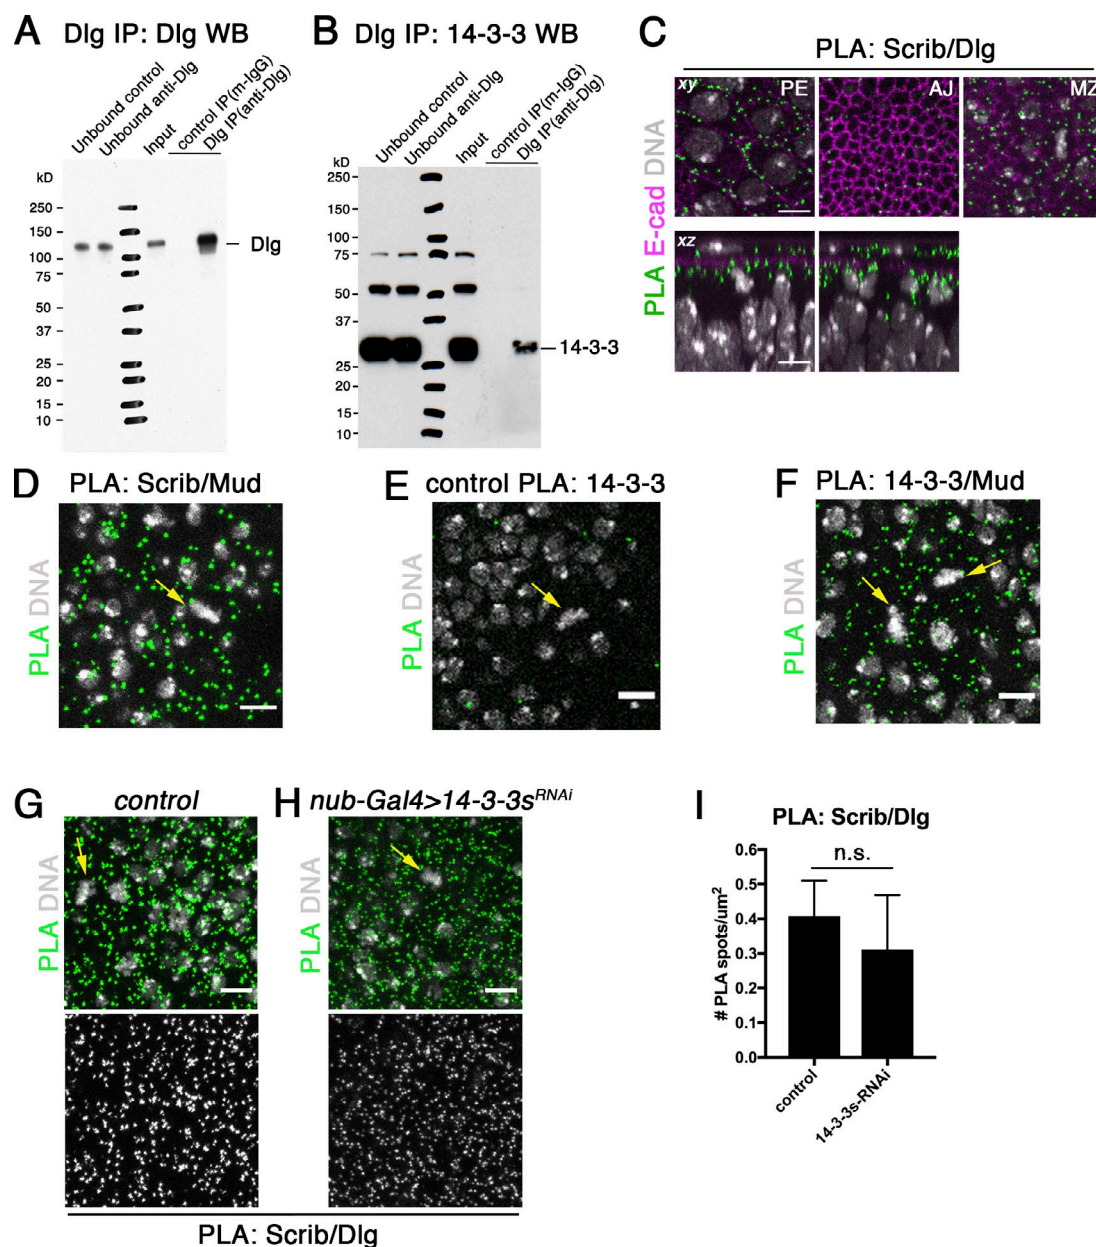 A Dlg IP: Dlg WB
Unbound control
Unbound anti-Dlg
Input
control IP(m-IgG)
Dlg IP(anti-Dlg)
kD
250
150
100
75
50
37
25
20
15
10
Dlg
B Dlg IP: 14-3-3 WB
Unbound control
Unbound anti-Dlg
Input
control IP(m-IgG)
Dlg IP(anti-Dlg)
kD
250
150
100
75
50
37
25
20
15
10
14-3-3
C PLA: Scrib/Dlg
PLA E-cad DNA
xy
PE
AJ
MZ
xz
D PLA: Scrib/Mud
PLA DNA
E control PLA: 14-3-3
PLA DNA
F PLA: 14-3-3/Mud
PLA DNA
G control
PLA DNA
H nub-Gal4>14-3-3sRNAi
PLA DNA
PLA: Scrib/Dlg
I PLA: Scrib/Dlg
n.s.
# PLA spots/um2
0.6
0.5
0.4
0.3
0.2
0.1
0.0
control
14-3-3s-RNAi